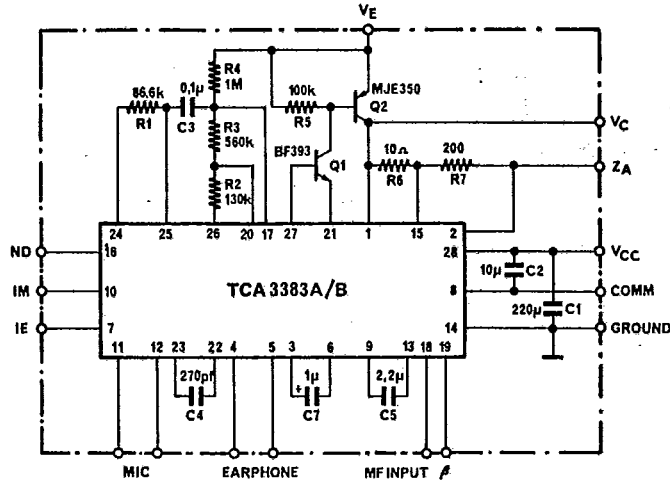 VE
R4
1M
86,6k
R1
0,1µ
C3
R3
560k
R2
130k
100k
R5
MJE350
Q2
BF393
Q1
VC
10Ω
R6
200
R7
ZA
24 25 26 20 17 27 21 1 15 2
ND
16
28
VCC
10µ
C2
IM
10
TCA 3383A/B
8
COMM
220µ
C1
IE
7
14
GROUND
11 12 23 22 4 5 3 6 9 13 18 19
270pf
C4
+
1µ
C7
2,2µ
C5
MIC
EARPHONE
MF INPUT
β